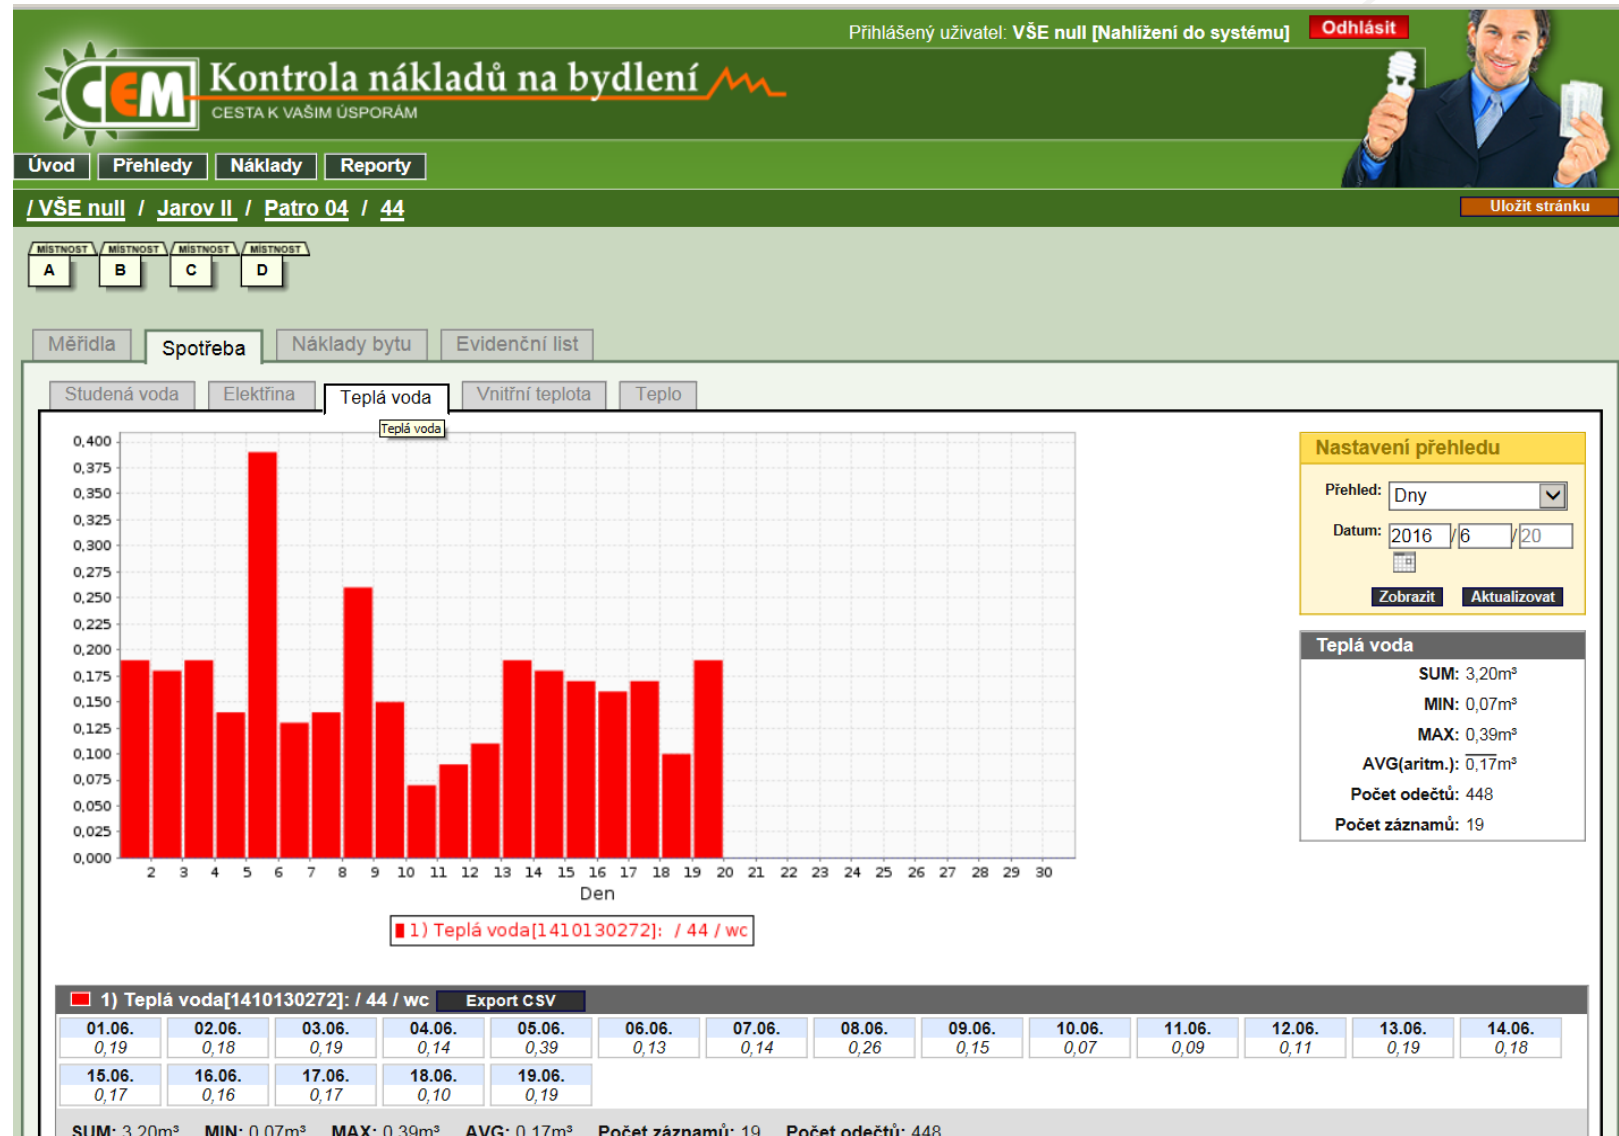 Přihlášený uživatel: VŠE null [Nahlížení do systému] Odhlásit
CEM Kontrola nákladů na bydlení
CESTA K VAŠIM ÚSPORÁM
Úvod Přehledy Náklady Reporty
/ VŠE null / Jarov II / Patro 04 / 44 Uložit stránku
MÍSTNOST MÍSTNOST MÍSTNOST MÍSTNOST
A B C D
Měřidla Spotřeba Náklady bytu Evidenční list
Studená voda Elektřina Teplá voda Vnitřní teplota Teplo
Teplá voda
0,400
0,375
0,350
0,325
0,300
0,275
0,250
0,225
0,200
0,175
0,150
0,125
0,100
0,075
0,050
0,025
0,000
2 3 4 5 6 7 8 9 10 11 12 13 14 15 16 17 18 19 20 21 22 23 24 25 26 27 28 29 30
Den
1) Teplá voda[1410130272]: / 44 / wc
Nastavení přehledu
Přehled: Dny
Datum: 2016 /6 /20
Zobrazit Aktualizovat
Teplá voda
SUM: 3,20m³
MIN: 0,07m³
MAX: 0,39m³
AVG(aritm.): 0,17m³
Počet odečtů: 448
Počet záznamů: 19
1) Teplá voda[1410130272]: / 44 / wc Export CSV
01.06. 02.06. 03.06. 04.06. 05.06. 06.06. 07.06. 08.06. 09.06. 10.06. 11.06. 12.06. 13.06. 14.06.
0,19 0,18 0,19 0,14 0,39 0,13 0,14 0,26 0,15 0,07 0,09 0,11 0,19 0,18
15.06. 16.06. 17.06. 18.06. 19.06.
0,17 0,16 0,17 0,10 0,19
SUM: 3,20m³ MIN: 0,07m³ MAX: 0,39m³ AVG: 0,17m³ Počet záznamů: 19 Počet odečtů: 448